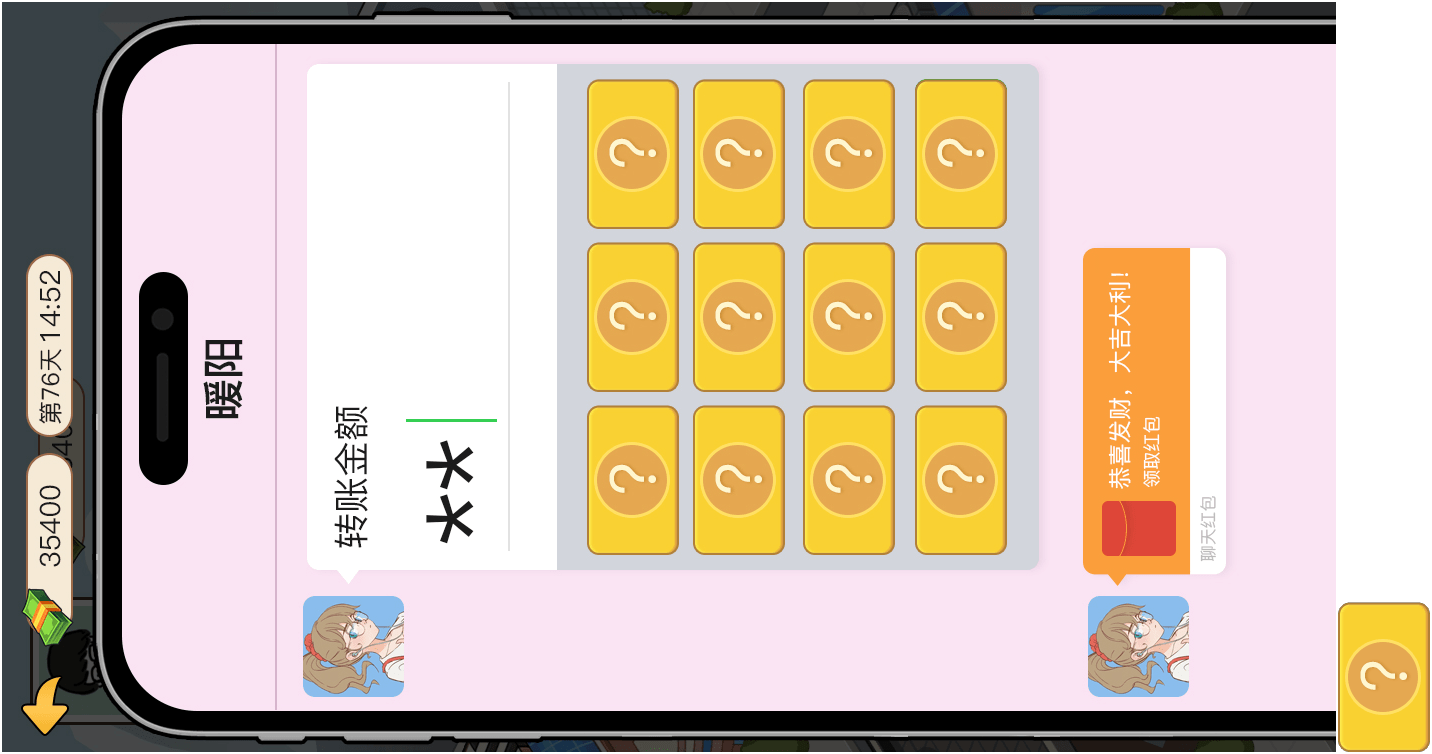 35400
第76天 14:52
暖阳
转账金额
**
? ? ?
? ? ?
? ? ?
? ? ?
恭喜发财，大吉大利！
领取红包
聊天红包
?